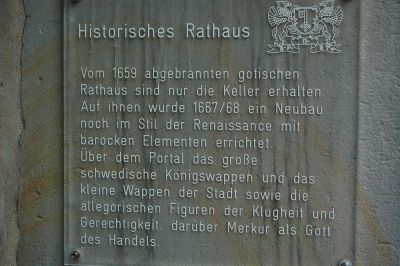 Historisches Rathaus
Vom 1659 abgebrannten gotischen
Rathaus sind nur die Keller erhalten.
Auf ihnen wurde 1667/68 ein Neubau
noch im Stil der Renaissance mit
barocken Elementen errichtet.
Über dem Portal das große
schwedische Königswappen und das
kleine Wappen der Stadt sowie die
allegorischen Figuren der Klugheit und
Gerechtigkeit, darüber Merkur als Gott
des Handels.